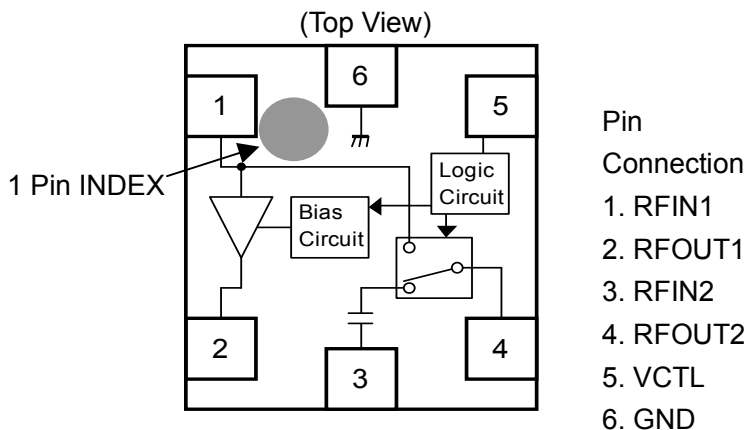 (Top View)
6
1
5
1 Pin INDEX
Logic
Circuit
Bias
Circuit
2
3
4
Pin
Connection
1. RFIN1
2. RFOUT1
3. RFIN2
4. RFOUT2
5. VCTL
6. GND